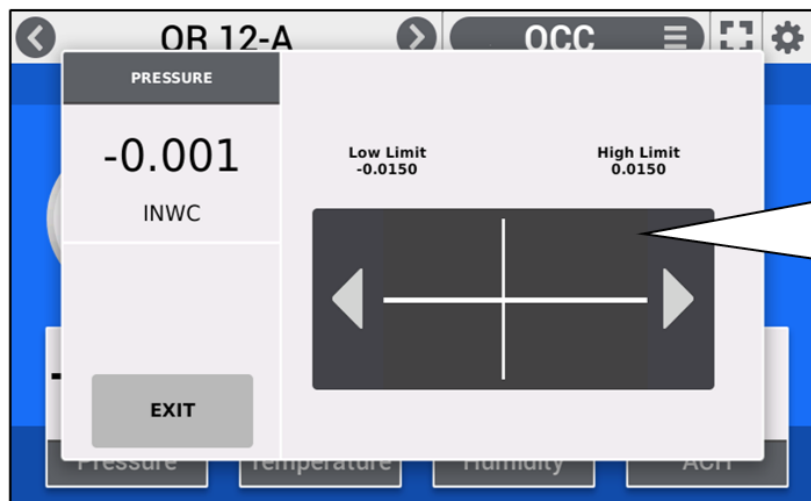 OR 12-A
OCC
PRESSURE
-0.001
INWC
Low Limit
-0.0150
High Limit
0.0150
EXIT
Pressure
Temperature
Humidity
ACH